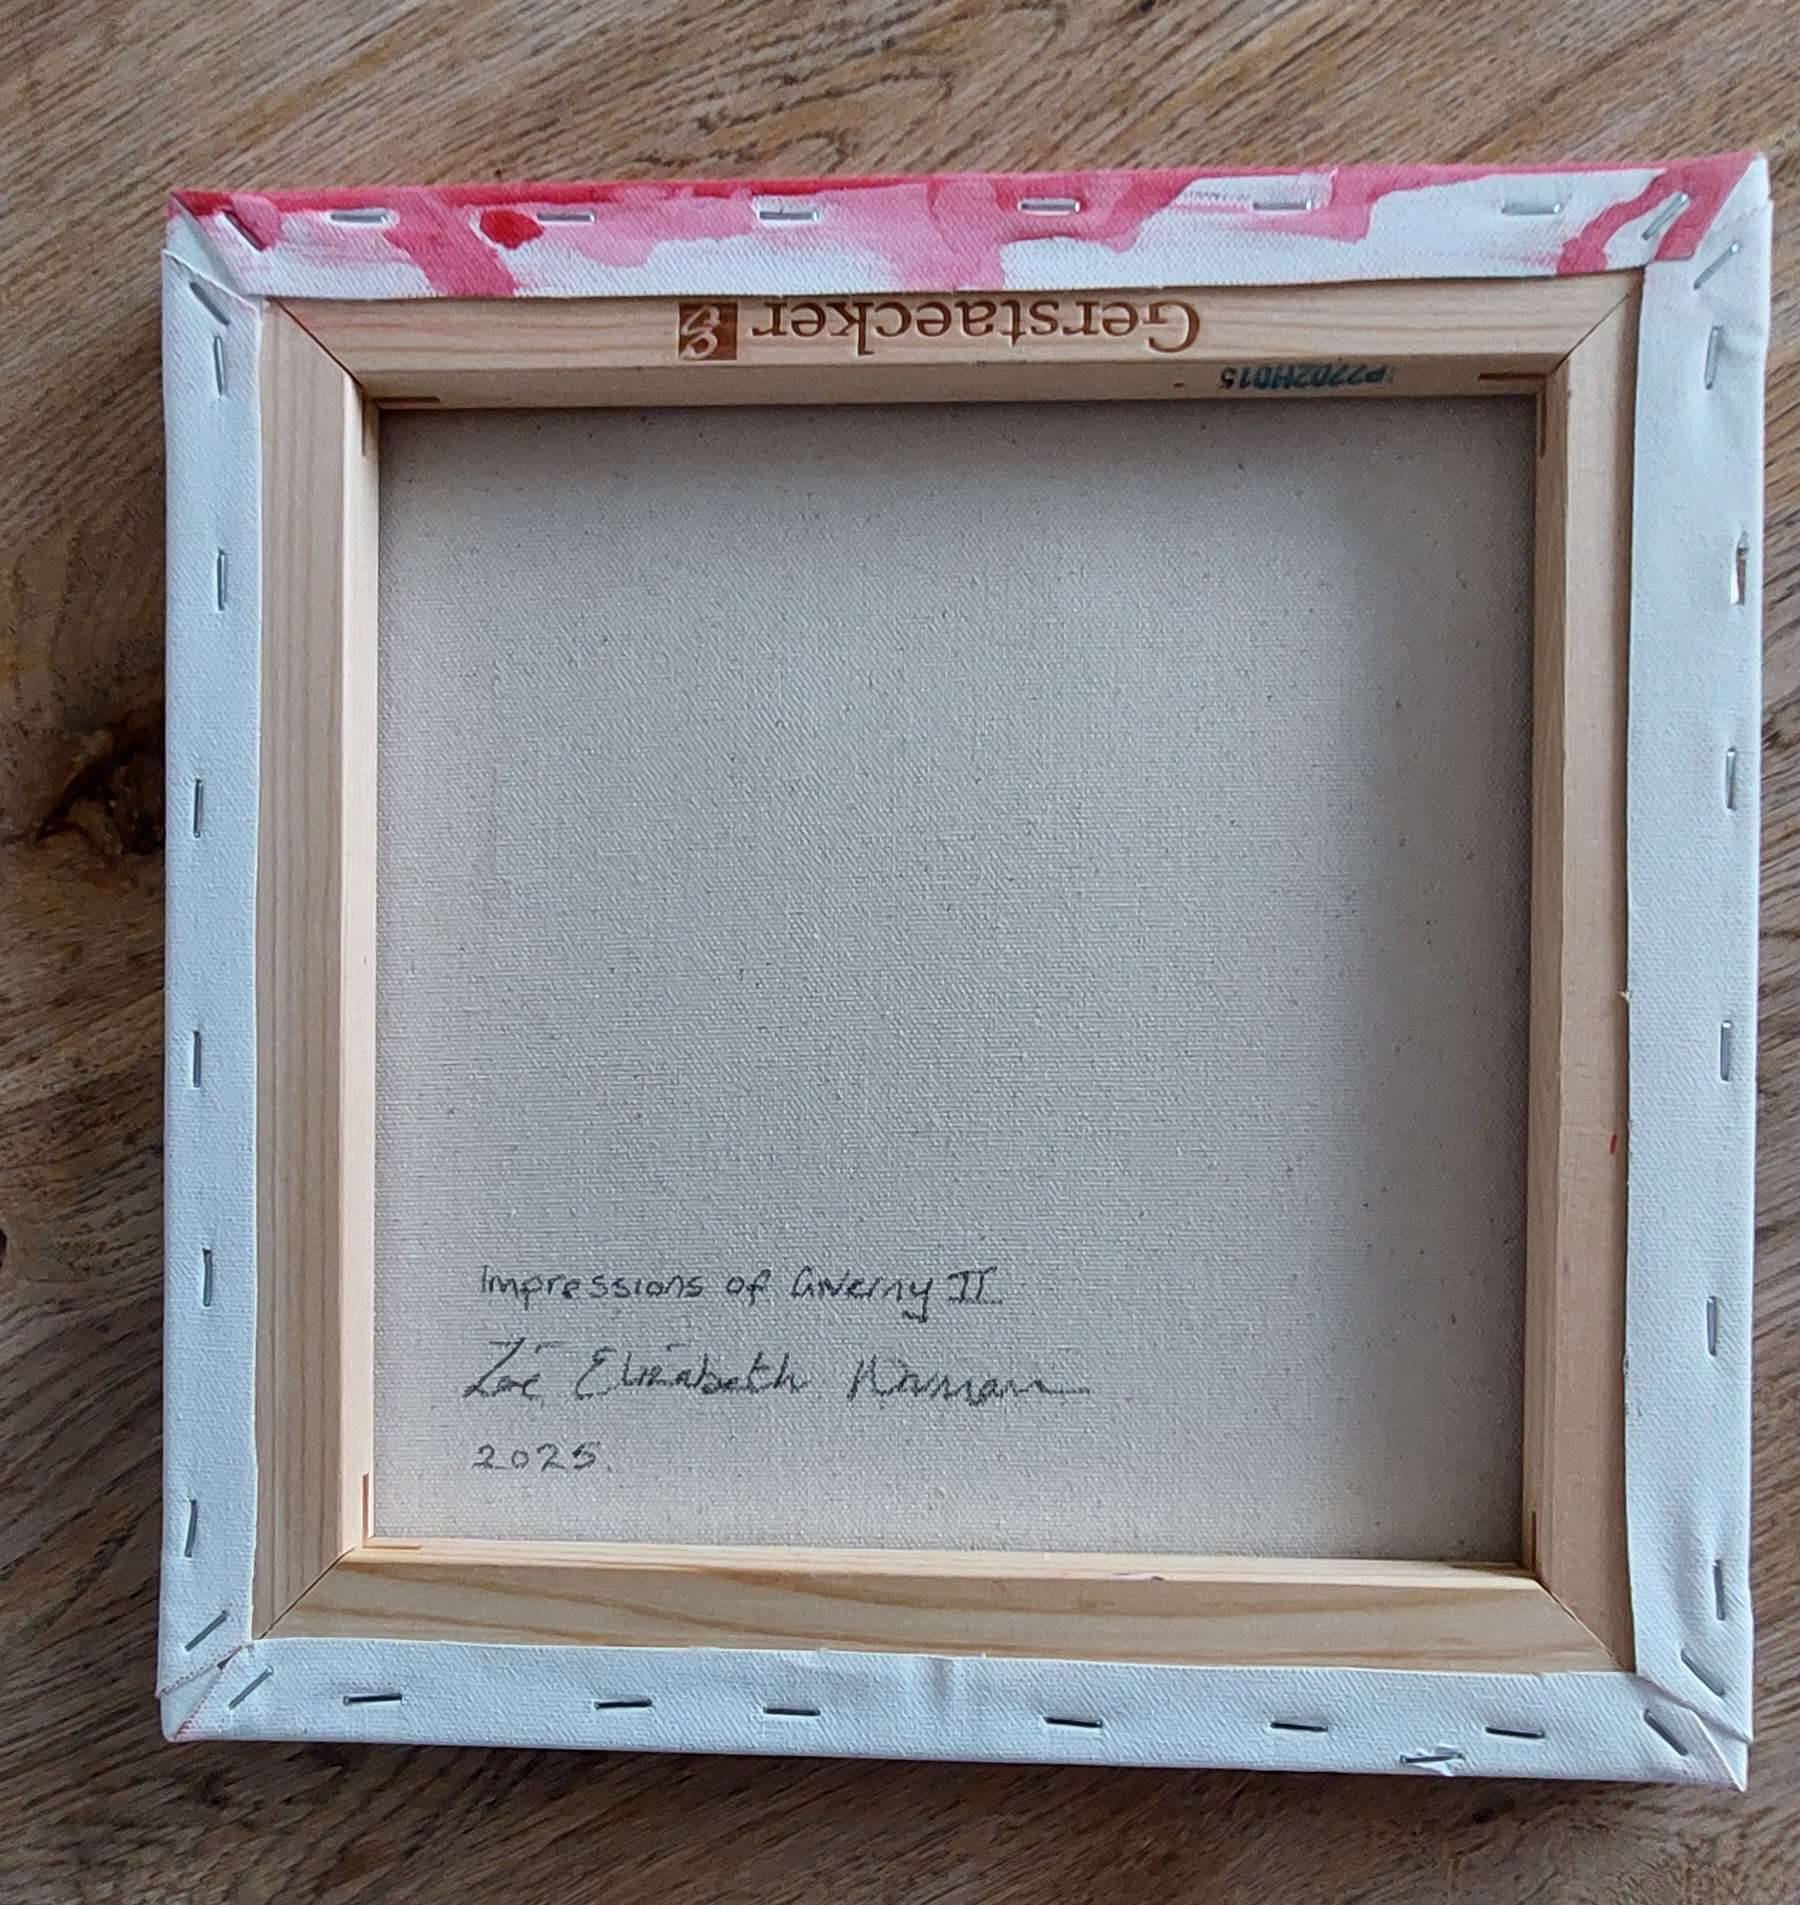 Gerstaecker
P2202H015
Impressions of Giverny II
Zoë Elizabeth
2025.